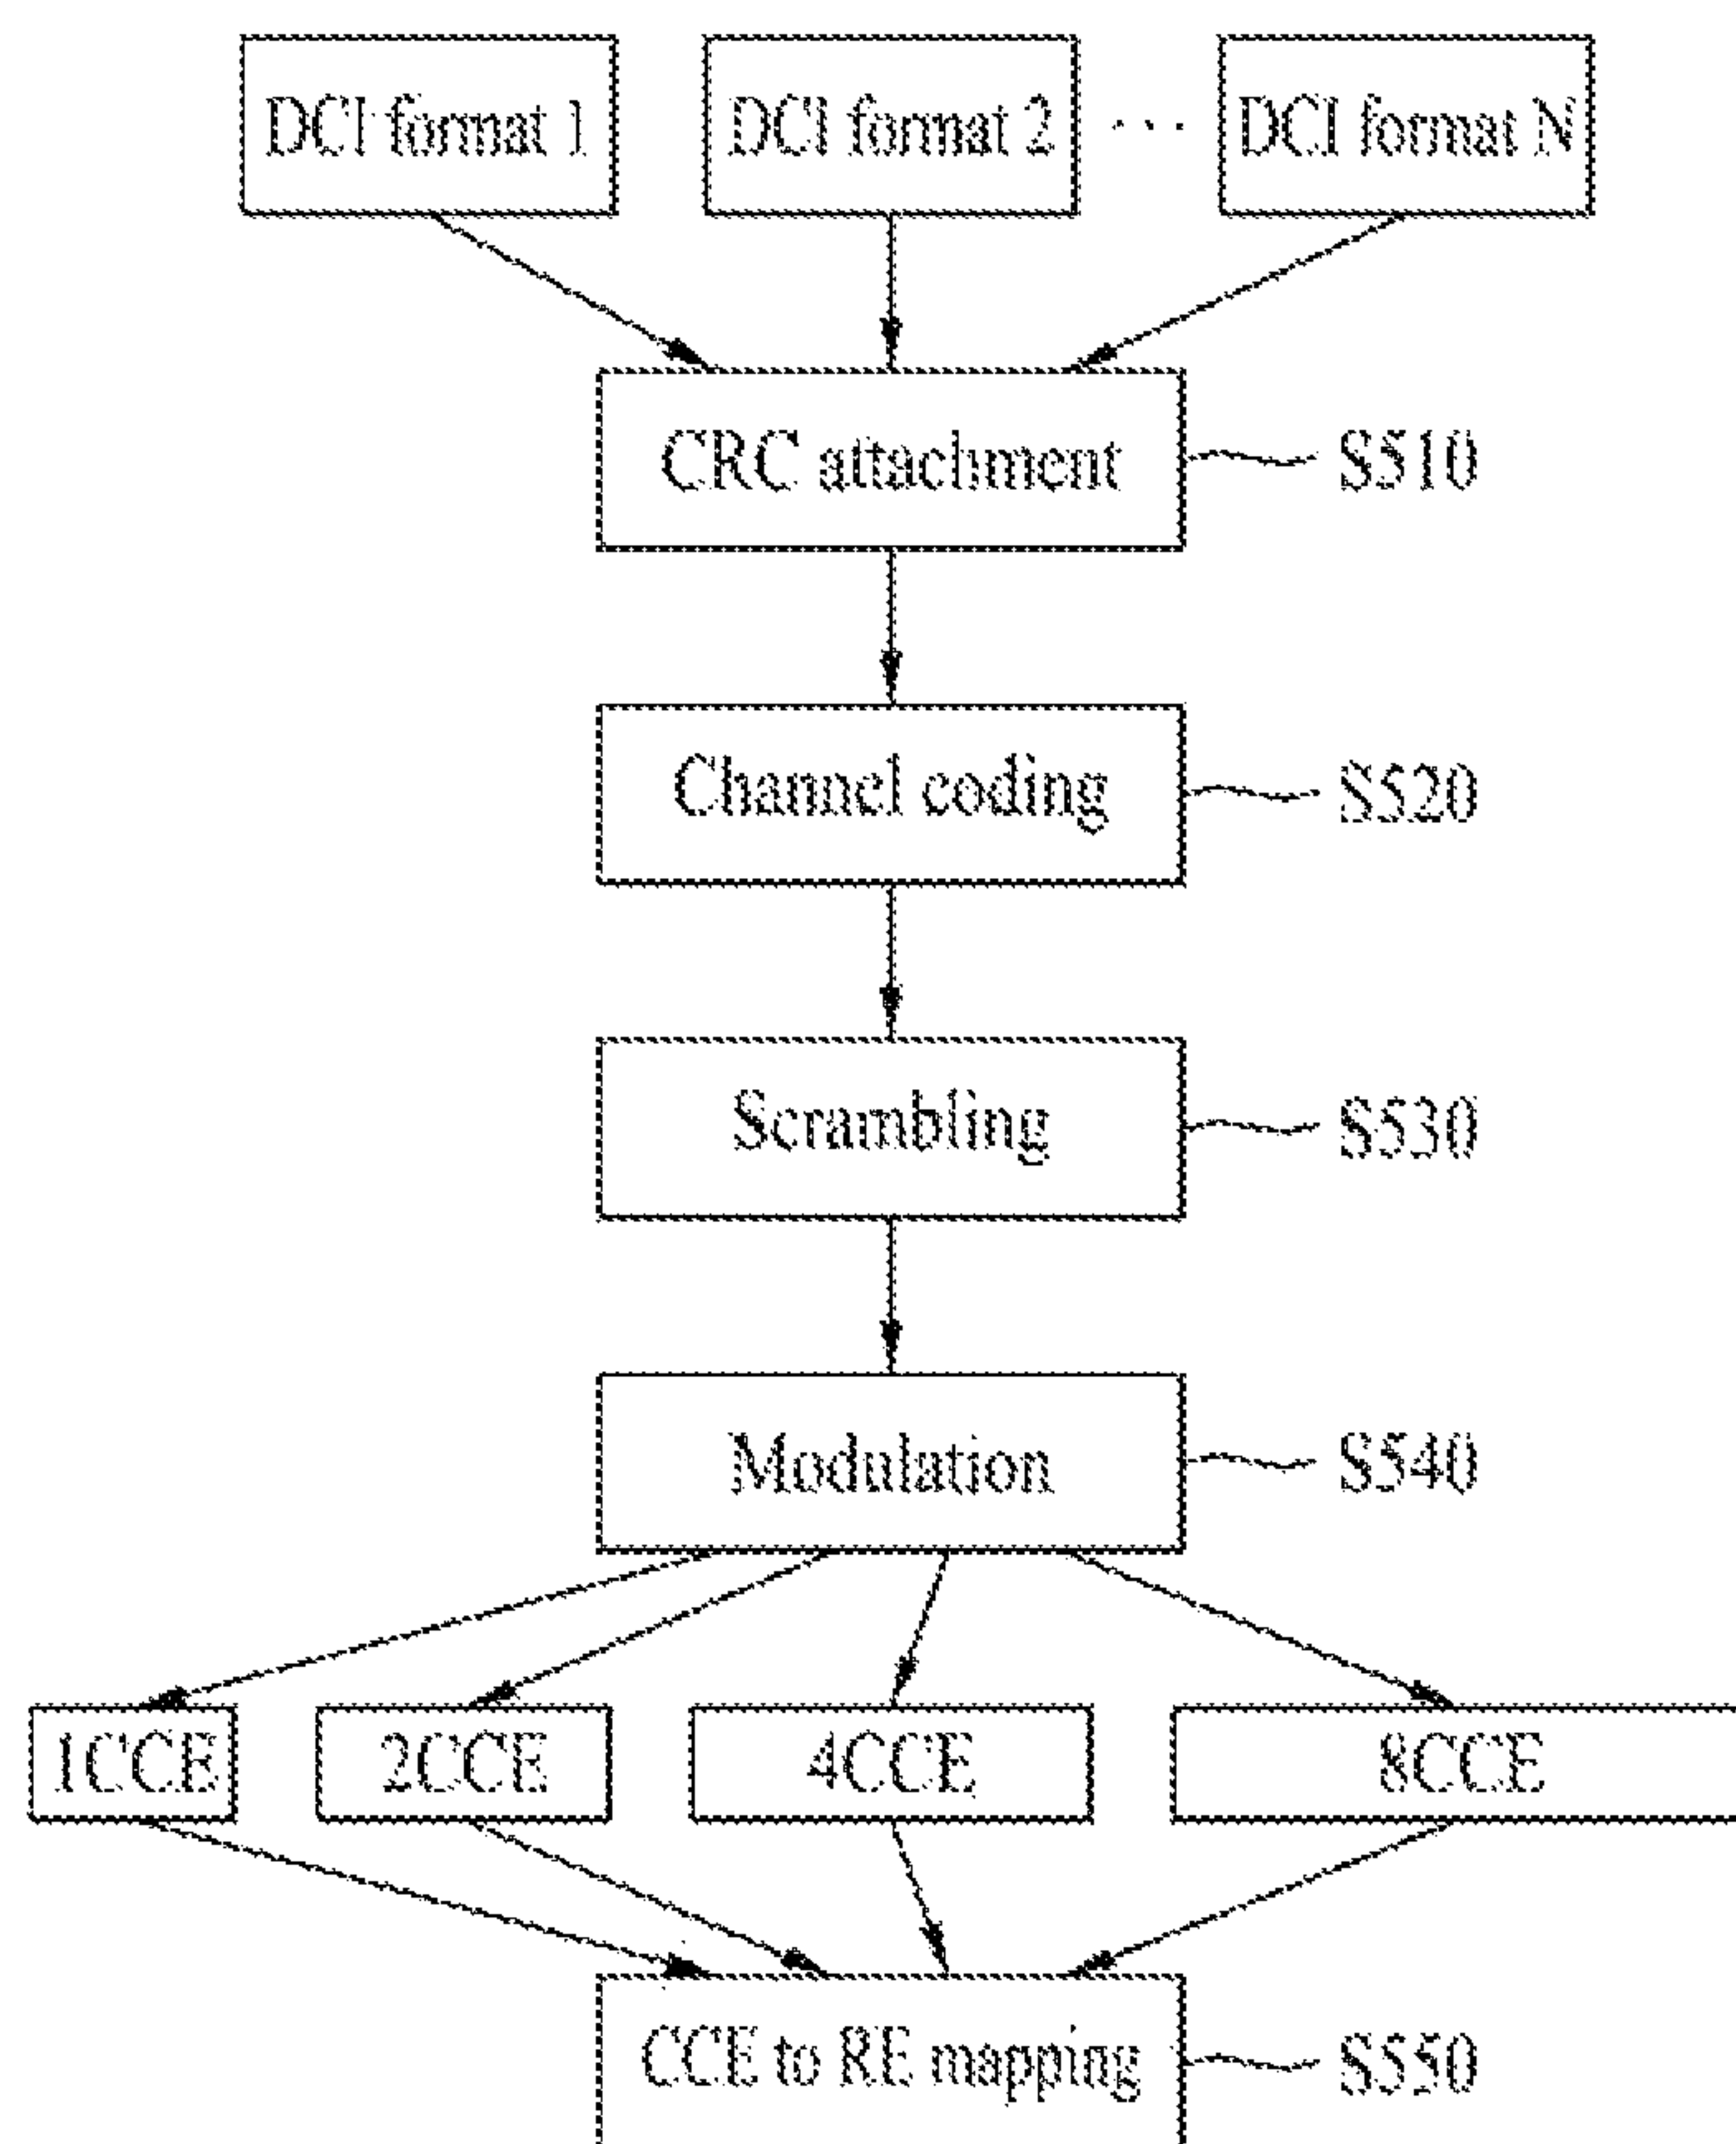 DCI format 1
DCI format 2
...
DCI format N
CRC attachment
S510
Channel coding
S520
Scrambling
S530
Modulation
S540
1CCE
2CCE
4CCE
8CCE
CCE to RE mapping
S550